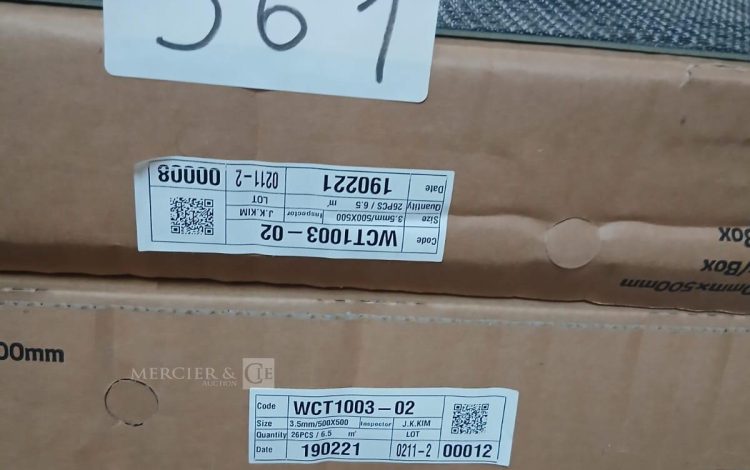 361
Code WCT1003-02
Size 3.5mm/500X500 Inspector J.K.KIM
Quantity 26PCS / 6.5 m² LOT
Date 190221 0211-2 00008
Box
/Box
0mmx500mm
00mm
MERCIER & CIE
AUCTION
Code WCT1003-02
Size 3.5mm/500X500 Inspector J.K.KIM
Quantity 26PCS / 6.5 m² LOT
Date 190221 0211-2 00012